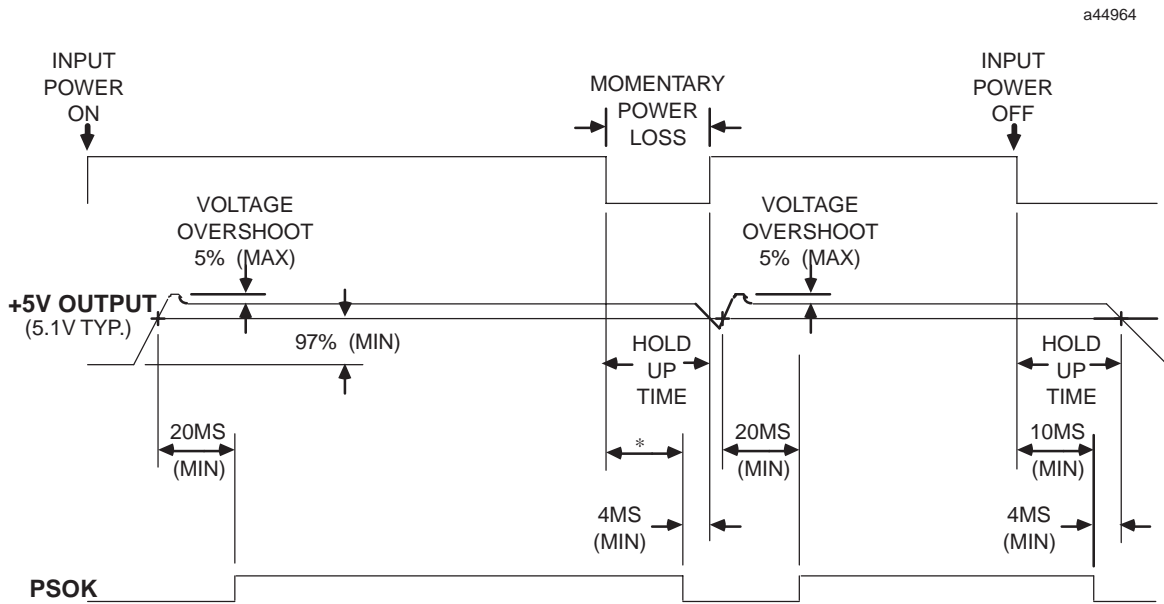 a44964
INPUT
POWER
ON
MOMENTARY
POWER
LOSS
INPUT
POWER
OFF
VOLTAGE
OVERSHOOT
5% (MAX)
VOLTAGE
OVERSHOOT
5% (MAX)
+5V OUTPUT
(5.1V TYP.)
97% (MIN)
HOLD
UP
TIME
HOLD
UP
TIME
20MS
(MIN)
*
20MS
(MIN)
10MS
(MIN)
4MS
(MIN)
4MS
(MIN)
PSOK